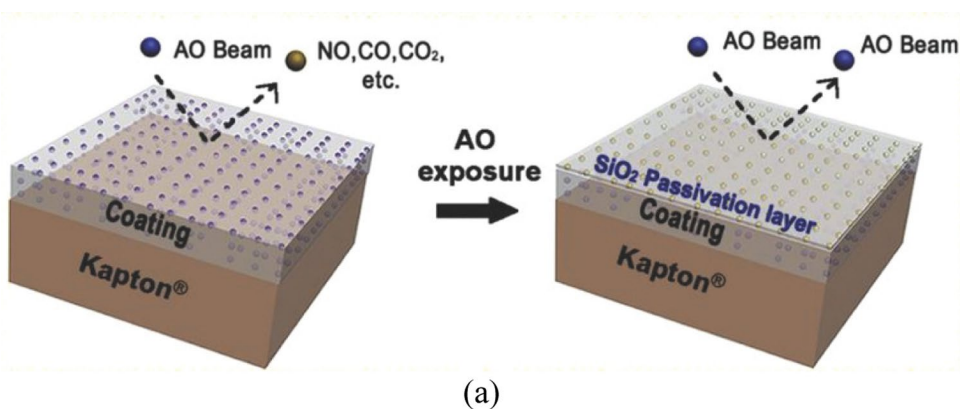 AO Beam
NO,CO,CO₂,
etc.
Coating
Kapton®
AO
exposure
AO Beam
AO Beam
SiO₂ Passivation layer
Coating
Kapton®
(a)